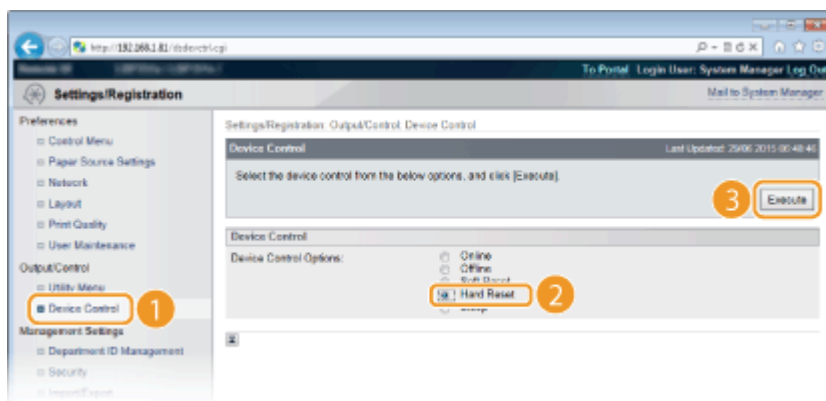 http://192.168.1.81/dsdevctrl.cgi
To Portal Login User: System Manager Log Out
Settings/Registration
Mail to System Manager
Preferences
Control Menu
Paper Source Settings
Network
Layout
Print Quality
User Maintenance
Output/Control
Utility Menu
Device Control
1
Management Settings
Department ID Management
Security
Import/Export
Settings/Registration: Output/Control: Device Control
Device Control
Last Updated: 29/06 2015 06:48:46
Select the device control from the below options, and click [Execute].
3
Execute
Device Control
Device Control Options:
Online
Offline
Soft Reset
Hard Reset
2
Sleep